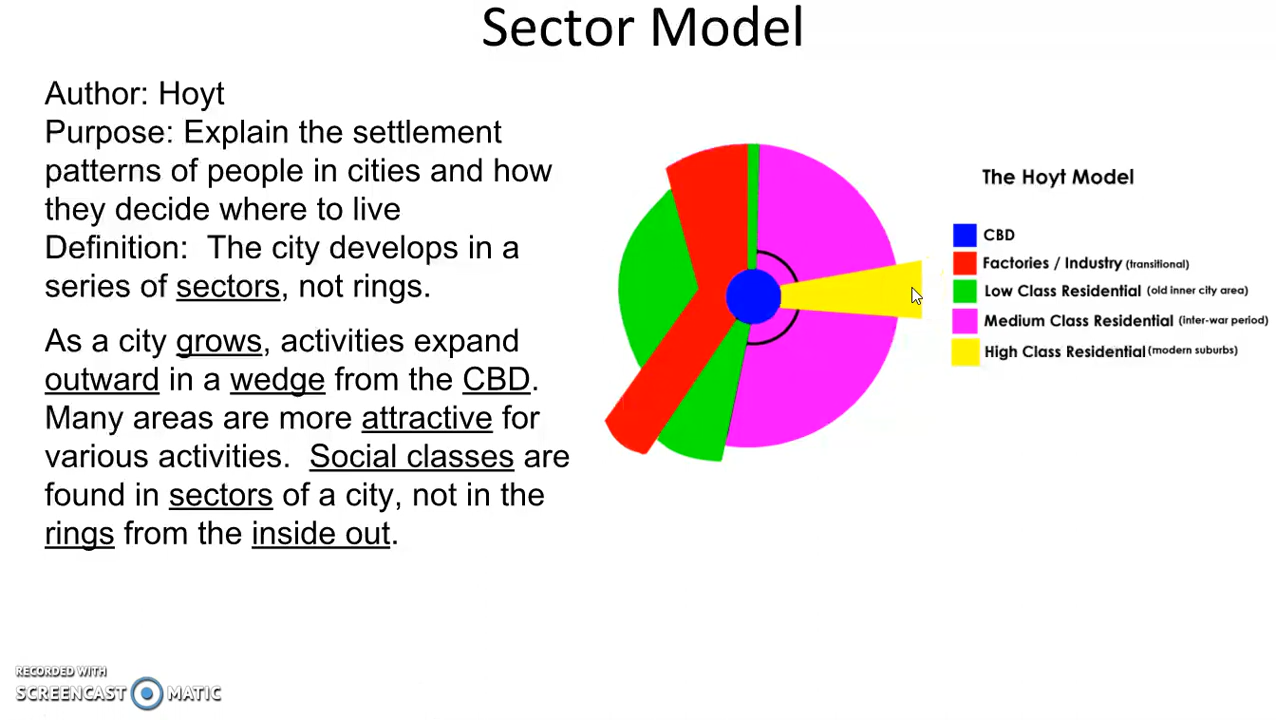 Sector Model
Author: Hoyt
Purpose: Explain the settlement
patterns of people in cities and how
they decide where to live
Definition:  The city develops in a
series of sectors, not rings.
As a city grows, activities expand
outward in a wedge from the CBD.
Many areas are more attractive for
various activities.  Social classes are
found in sectors of a city, not in the
rings from the inside out.
The Hoyt Model
CBD
Factories / Industry (transitional)
Low Class Residential (old inner city area)
Medium Class Residential (inter-war period)
High Class Residential (modern suburbs)
RECORDED WITH
SCREENCAST MATIC